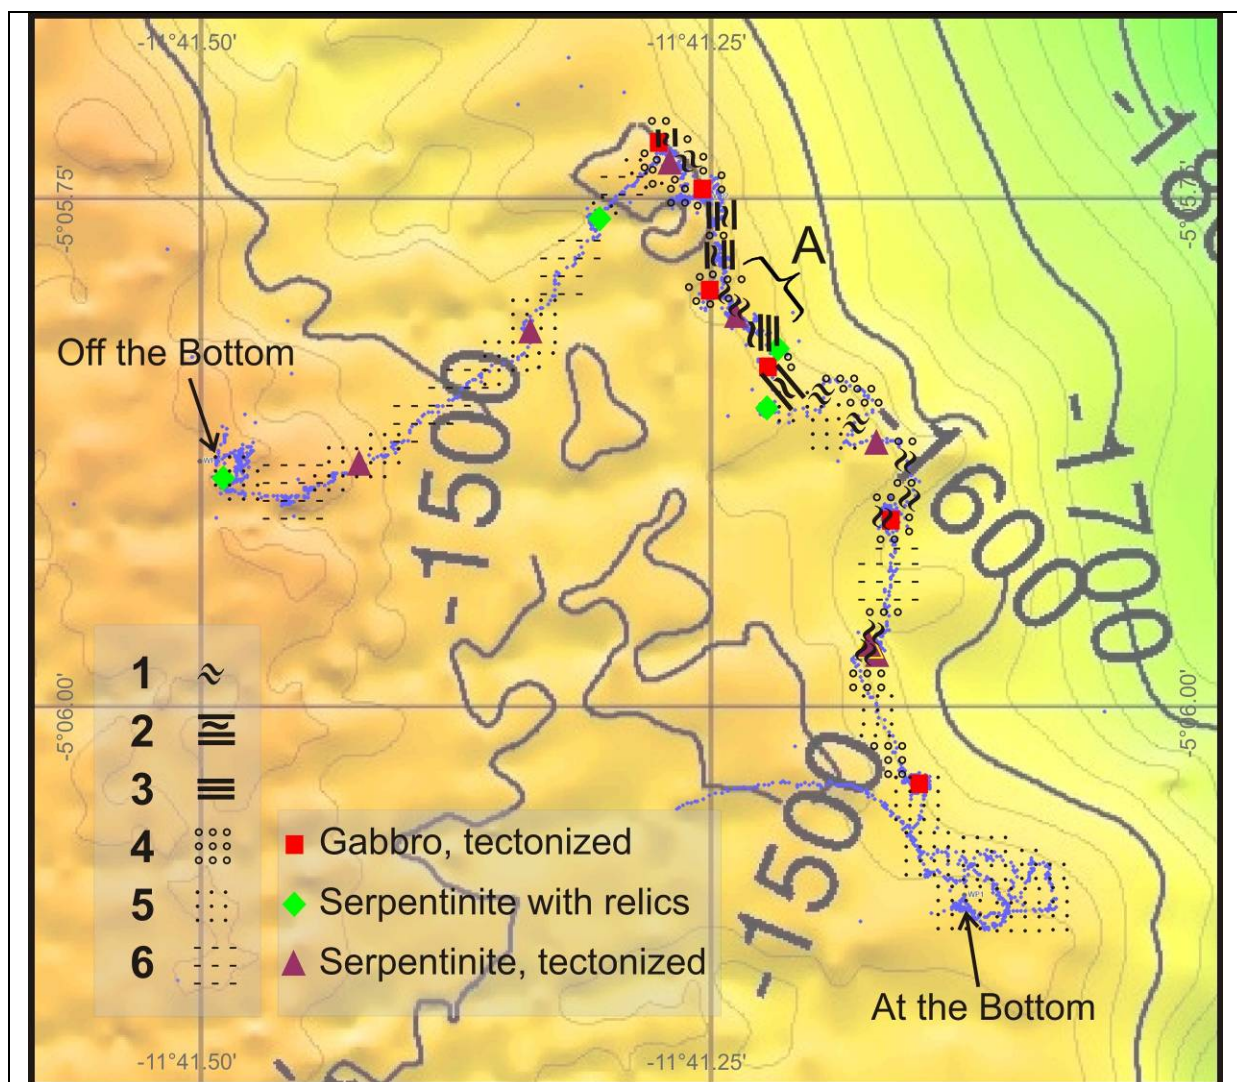 -11°41.50'
-11°41.25'
-5°05.75'
-5°05.75'
-18
A
Off the Bottom
-1500
-1600
-1700
1
2
3
4
5
6
Gabbro, tectonized
Serpentinite with relics
Serpentinite, tectonized
-5°06.00'
-5°06.00'
-1500
WP1
At the Bottom
-11°41.50'
-11°41.25'